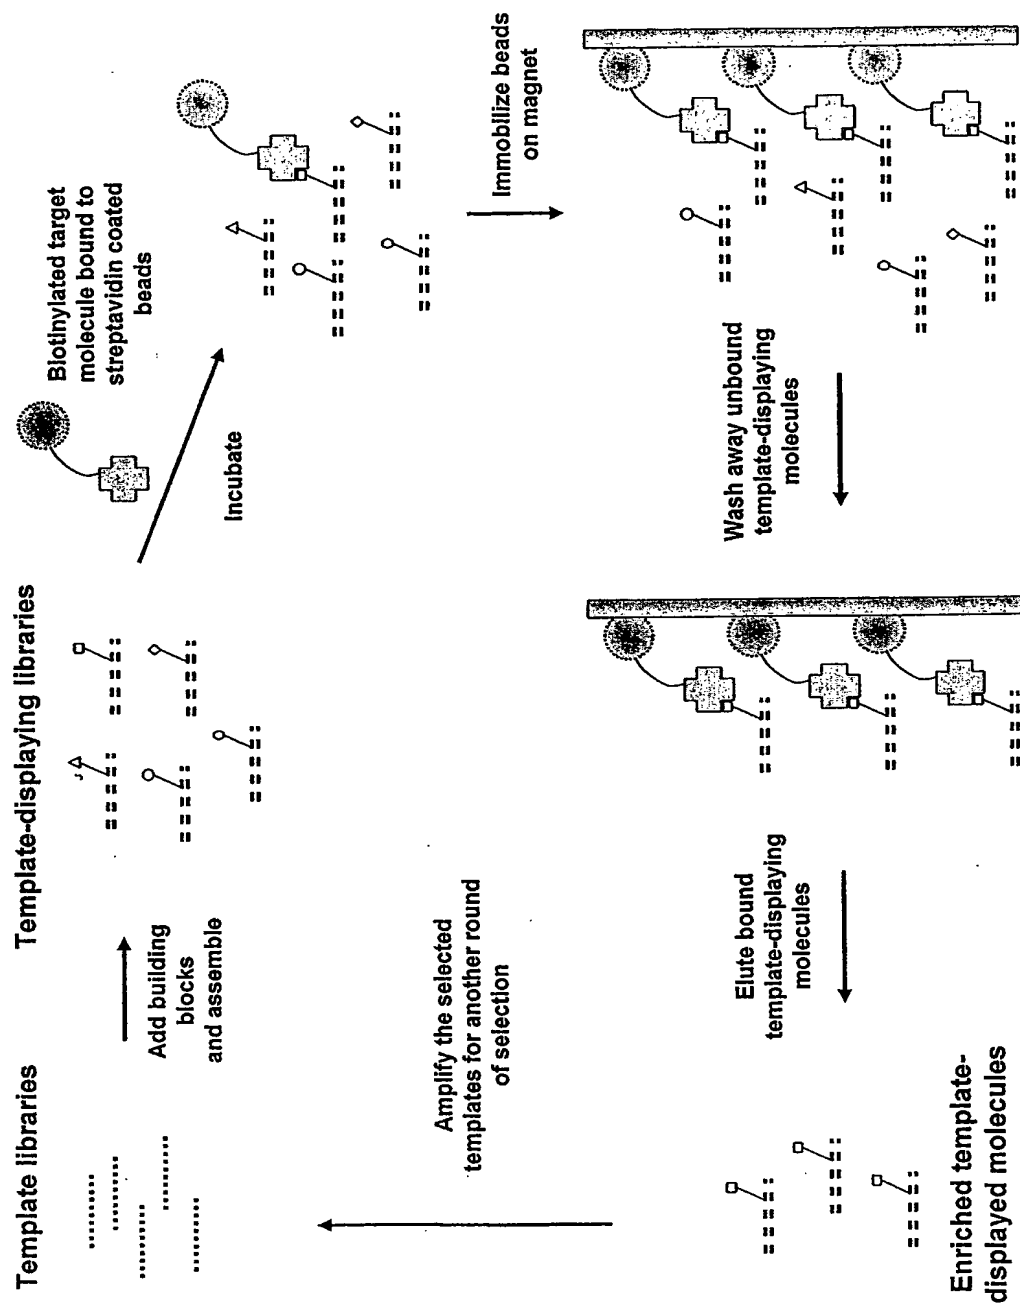 Template libraries
Add building
blocks
and assemble
Template-displaying libraries
Biotinylated target
molecule bound to
streptavidin coated
beads
Incubate
Immobilize beads
on magnet
Wash away unbound
template-displaying
molecules
Elute bound
template-displaying
molecules
Enriched template-
displayed molecules
Amplify the selected
templates for another round
of selection